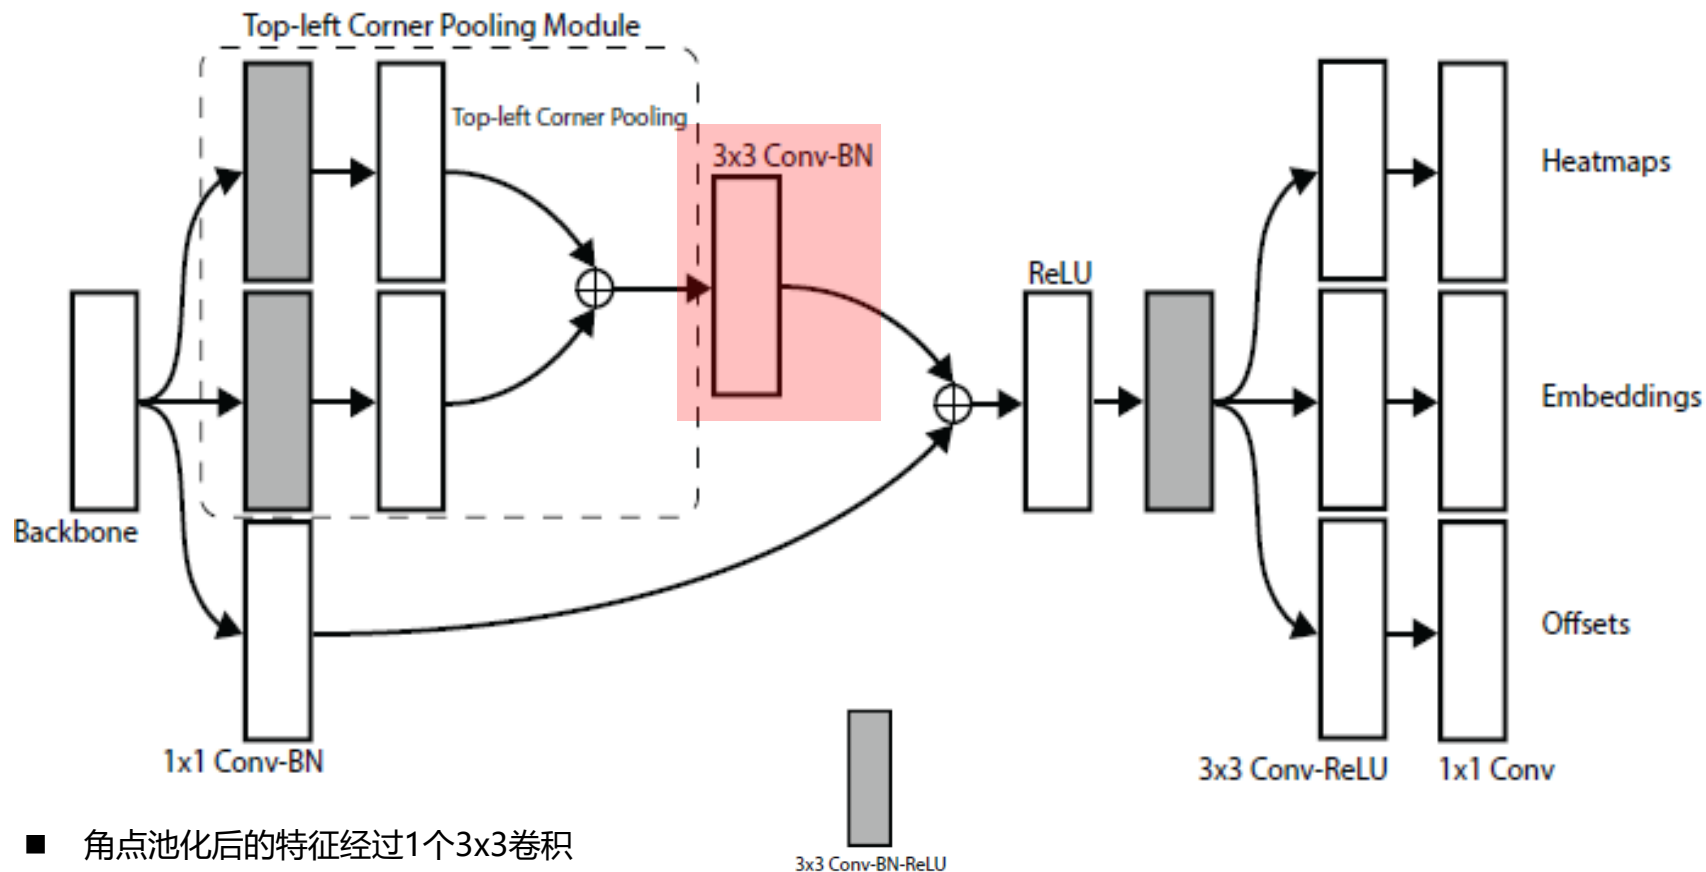 Top-left Corner Pooling Module
Top-left Corner Pooling
3x3 Conv-BN
Heatmaps
ReLU
Embeddings
Backbone
Offsets
1x1 Conv-BN
3x3 Conv-ReLU
1x1 Conv
■ 角点池化后的特征经过1个3x3卷积
3x3 Conv-BN-ReLU